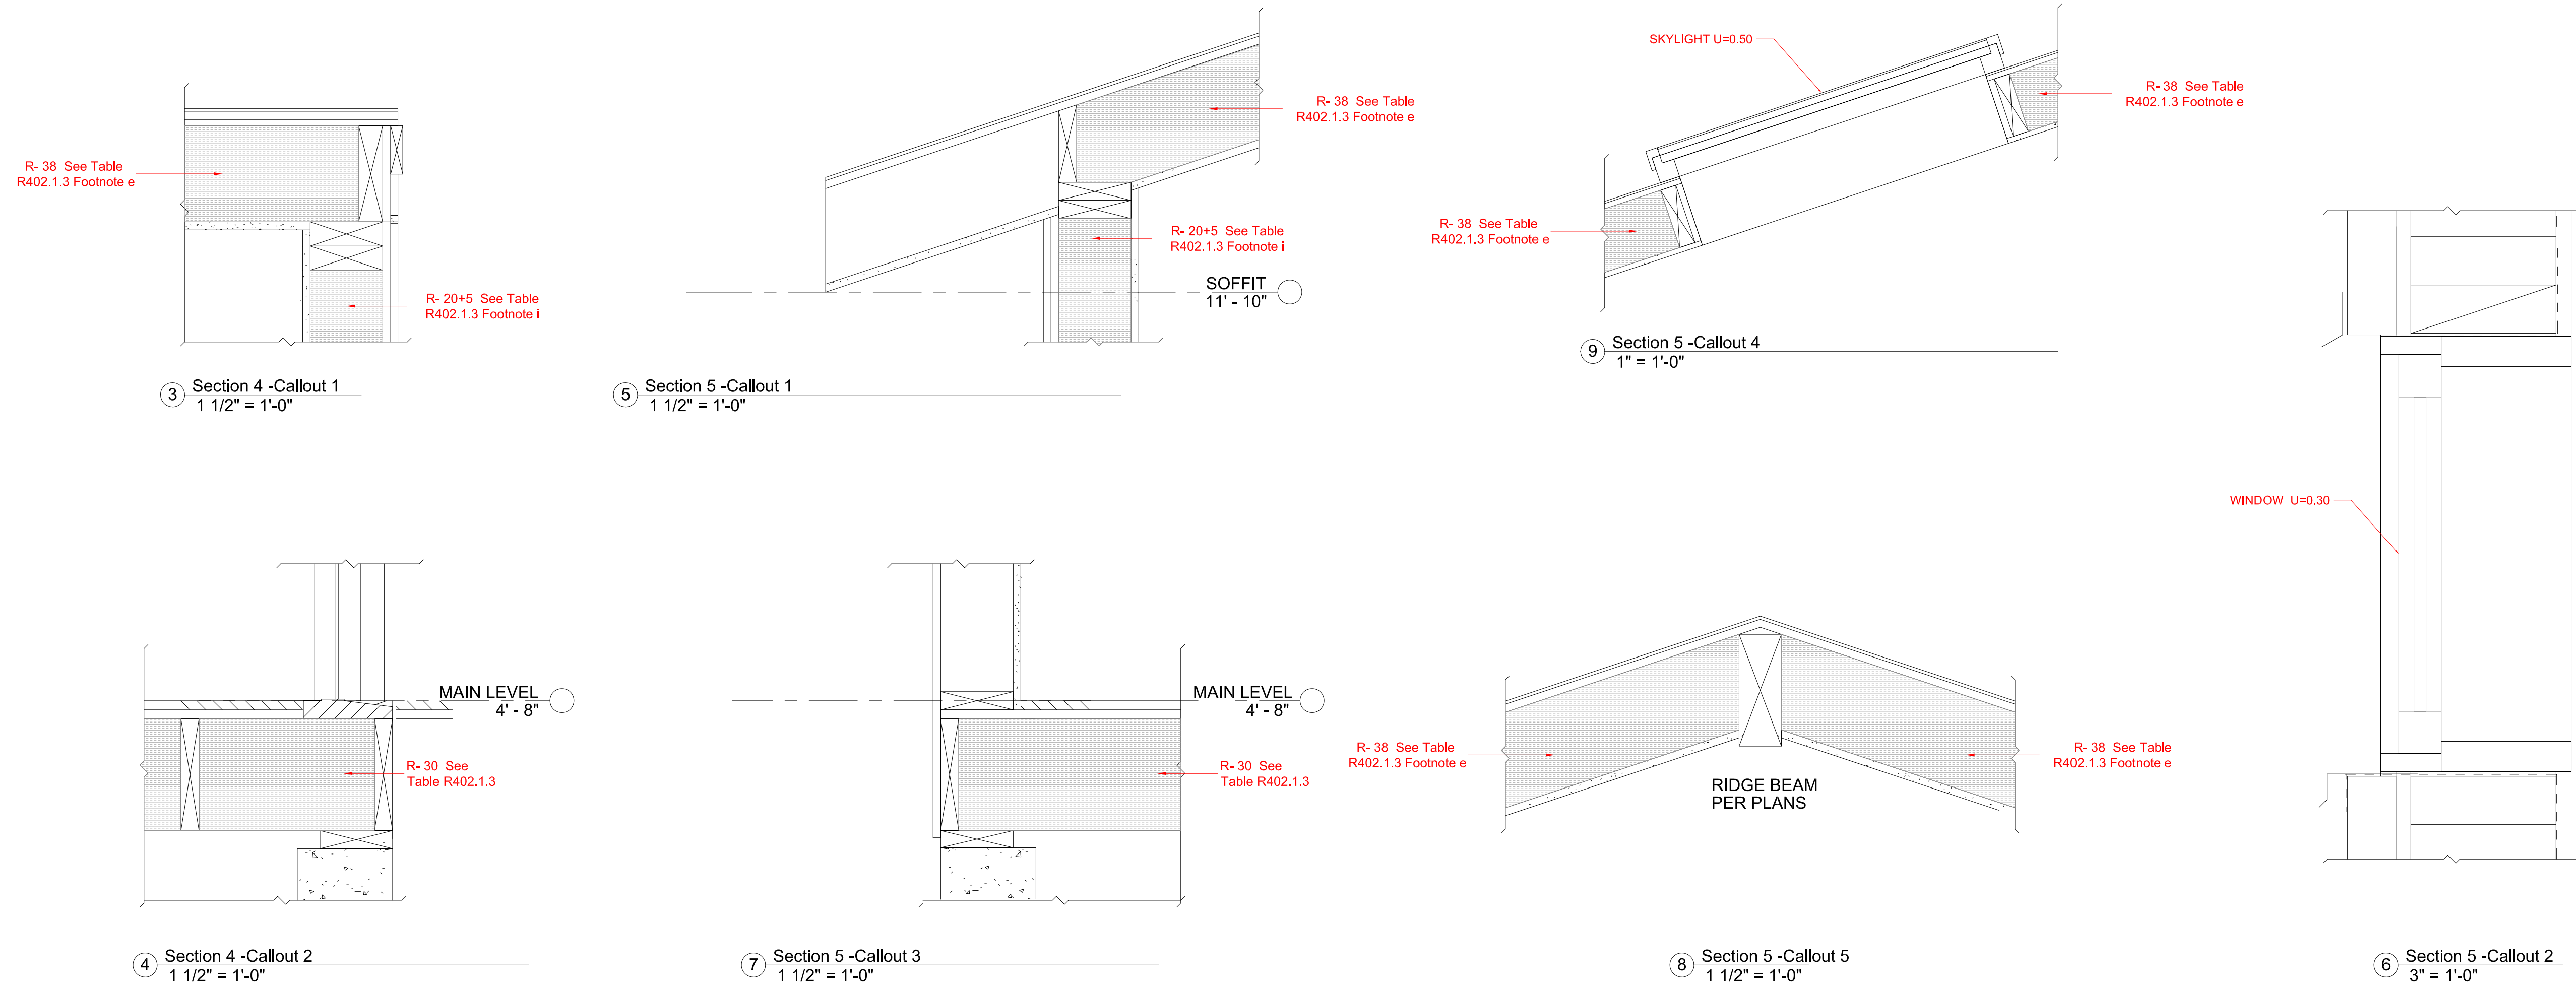 R- 38 See Table
R402.1.3 Footnote e
R- 20+5 See Table
R402.1.3 Footnote i
3
Section 4 -Callout 1
1 1/2" = 1'-0"
R- 38 See Table
R402.1.3 Footnote e
R- 20+5 See Table
R402.1.3 Footnote i
SOFFIT
11' - 10"
5
Section 5 -Callout 1
1 1/2" = 1'-0"
SKYLIGHT U=0.50
R- 38 See Table
R402.1.3 Footnote e
R- 38 See Table
R402.1.3 Footnote e
9
Section 5 -Callout 4
1" = 1'-0"
MAIN LEVEL
4' - 8"
R- 30 See
Table R402.1.3
4
Section 4 -Callout 2
1 1/2" = 1'-0"
MAIN LEVEL
4' - 8"
R- 30 See
Table R402.1.3
7
Section 5 -Callout 3
1 1/2" = 1'-0"
R- 38 See Table
R402.1.3 Footnote e
R- 38 See Table
R402.1.3 Footnote e
RIDGE BEAM
PER PLANS
8
Section 5 -Callout 5
1 1/2" = 1'-0"
WINDOW U=0.30
6
Section 5 -Callout 2
3" = 1'-0"